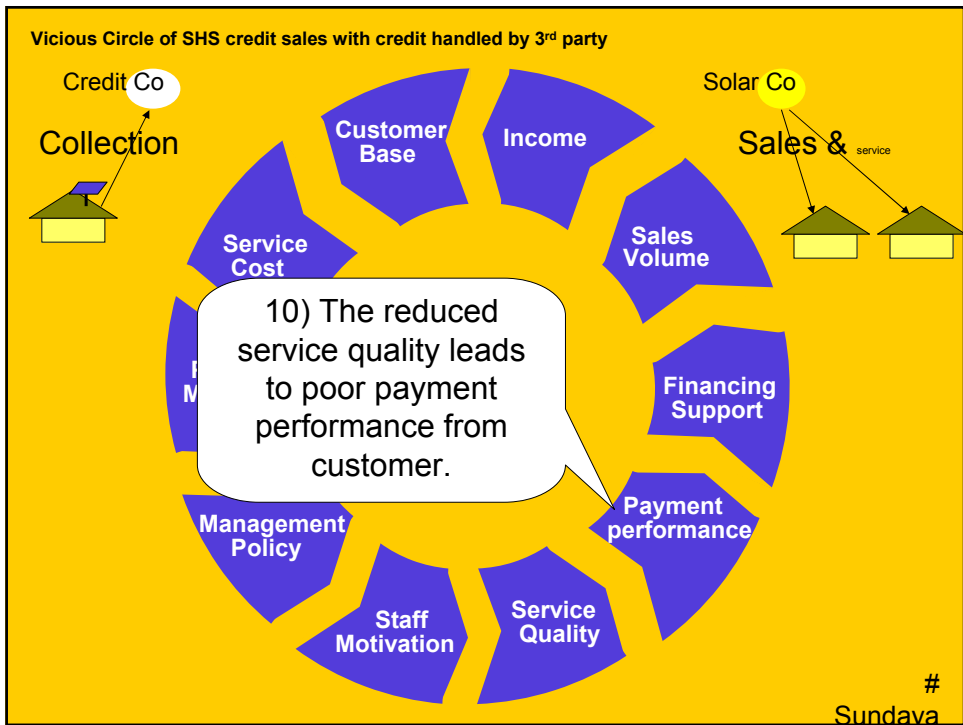 Vicious Circle of SHS credit sales with credit handled by 3rd party
Credit Co
Collection
Solar Co
Sales & service
Customer
Base
Income
Sales
Volume
Financing
Support
Payment
performance
Service
Quality
Staff
Motivation
Management
Policy
Service
Cost
10) The reduced
service quality leads
to poor payment
performance from
customer.
#
Sundaya